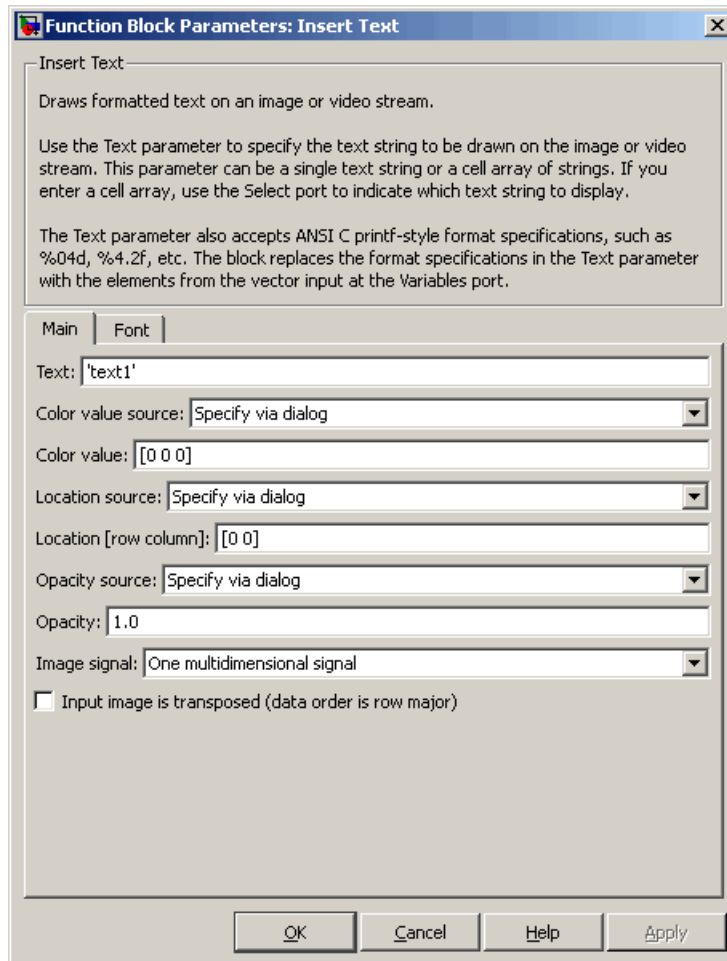 Function Block Parameters: Insert Text
Insert Text
Draws formatted text on an image or video stream.
Use the Text parameter to specify the text string to be drawn on the image or video
stream. This parameter can be a single text string or a cell array of strings. If you
enter a cell array, use the Select port to indicate which text string to display.
The Text parameter also accepts ANSI C printf-style format specifications, such as
%04d, %4.2f, etc. The block replaces the format specifications in the Text parameter
with the elements from the vector input at the Variables port.
Main Font
Text: 'text1'
Color value source: Specify via dialog
Color value: [0 0 0]
Location source: Specify via dialog
Location [row column]: [0 0]
Opacity source: Specify via dialog
Opacity: 1.0
Image signal: One multidimensional signal
Input image is transposed (data order is row major)
OK Cancel Help Apply